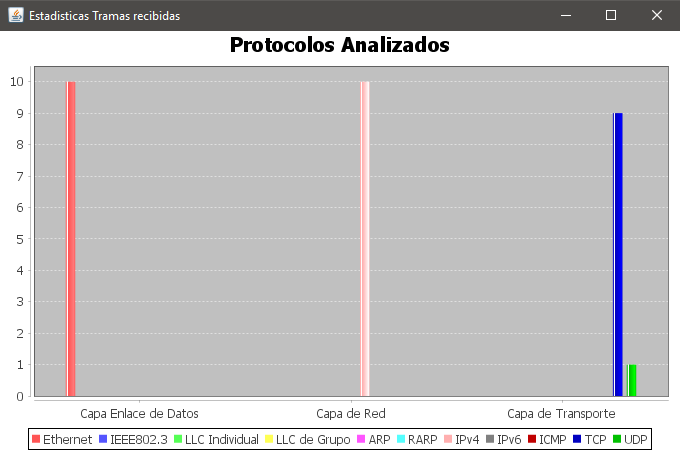 Estadisticas Tramas recibidas
Protocolos Analizados
10
9
8
7
6
5
4
3
2
1
0
Capa Enlace de Datos Capa de Red Capa de Transporte
Ethernet IEEE802.3 LLC Individual LLC de Grupo ARP RARP IPv4 IPv6 ICMP TCP UDP